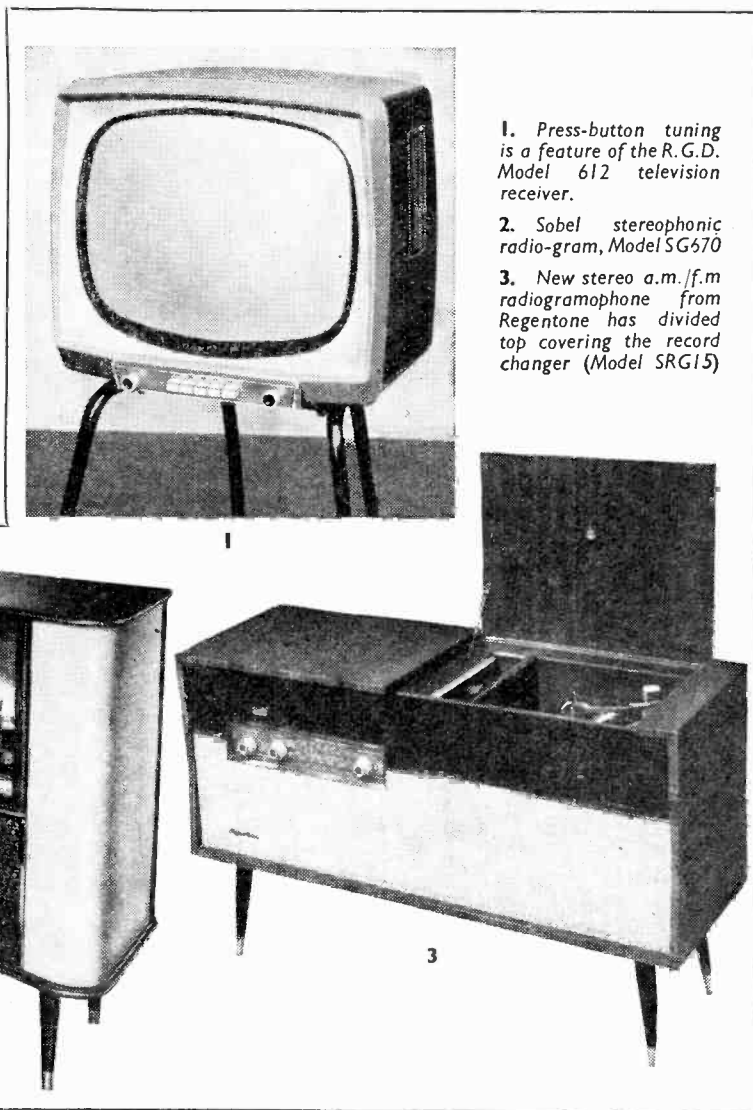 1. Press-button tuning
is a feature of the R.G.D.
Model 612 television
receiver.
2. Sobel stereophonic
radio-gram, Model SG670
3. New stereo a.m./f.m
radiogramophone from
Regentone has divided
top covering the record
changer (Model SRG15)
1
3